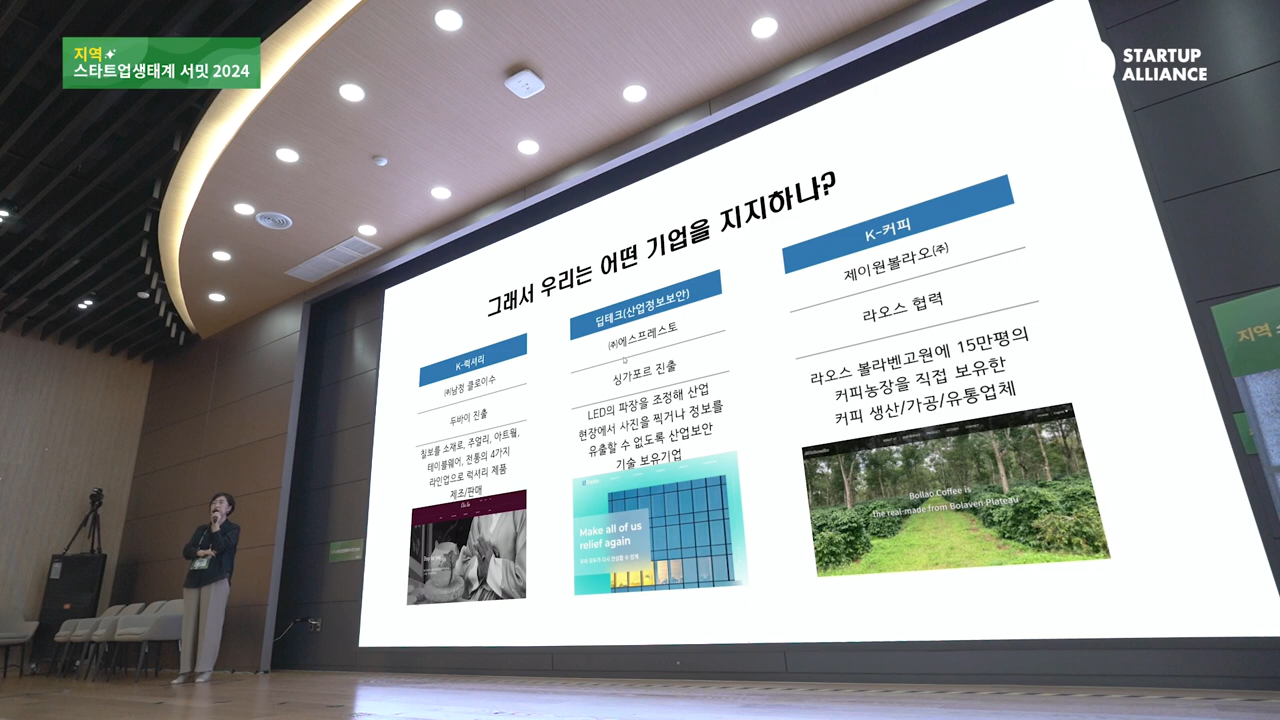 지역
스타트업생태계 서밋 2024
STARTUP
ALLIANCE
그래서 우리는 어떤 기업을 지지하나?
K-럭셔리
㈜남정 클로이수
두바이 진출
칠보를 소재로, 주얼리, 아트월,
테이블웨어, 전통의 4가지
라인업으로 럭셔리 제품
제조/판매
딥테크(산업정보보안)
㈜에스프레스토
싱가포르 진출
LED의 파장을 조정해 산업
현장에서 사진을 찍거나 정보를
유출할 수 없도록 산업보안
기술 보유기업
Make all of us
relief again
K-커피
제이원볼라오㈜
라오스 협력
라오스 볼라벤고원에 15만평의
커피농장을 직접 보유한
커피 생산/가공/유통업체
Bollao Coffee is
the real made from Bolaven Plateau
지역